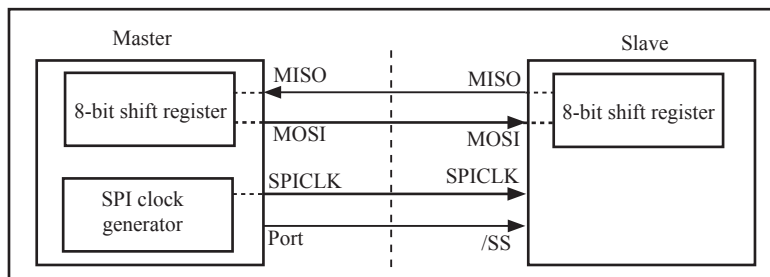 Master
Slave
MISO
MISO
8-bit shift register
8-bit shift register
MOSI
MOSI
SPICLK
SPICLK
SPI clock
generator
Port
/SS